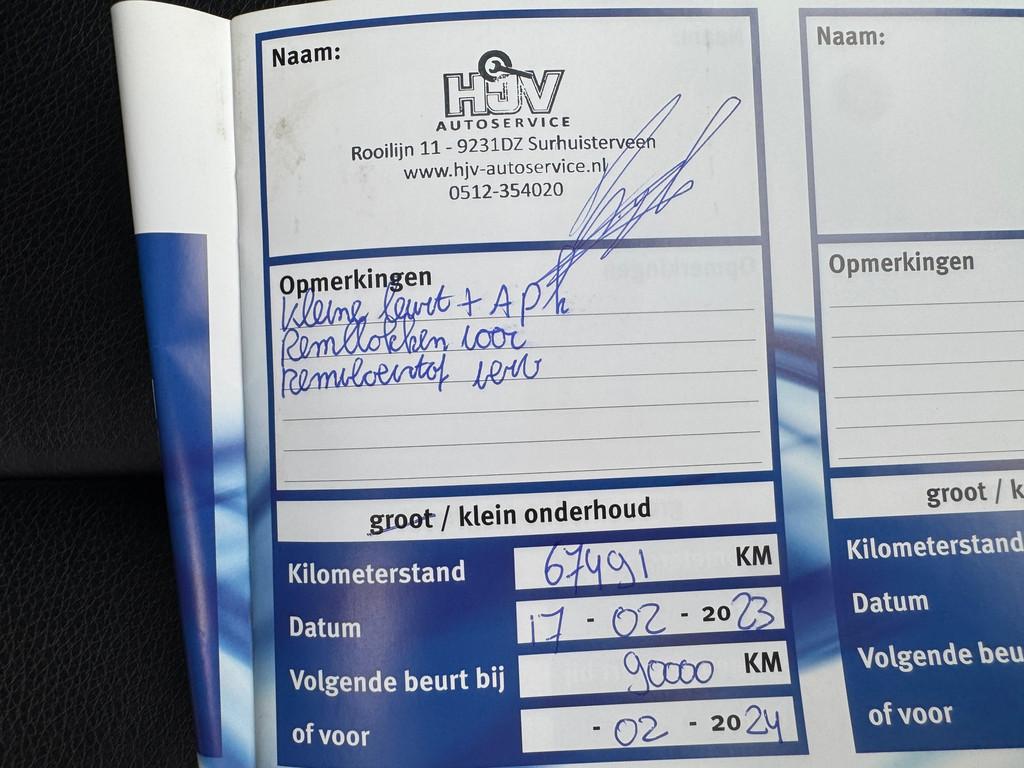 Naam:
HJV
AUTOSERVICE
Rooilijn 11 - 9231DZ Surhuisterveen
www.hjv-autoservice.nl
0512-354020
Opmerkingen
Kleine beurt + APK
Remblokken voor
Remvloeistof verv
groot / klein onderhoud
Kilometerstand 67491 KM
Datum 17 - 02 - 2023
Volgende beurt bij 90000 KM
of voor - 02 - 2024
Naam:
Opmerkingen
groot / k
Kilometerstand
Datum
Volgende beu
of voor